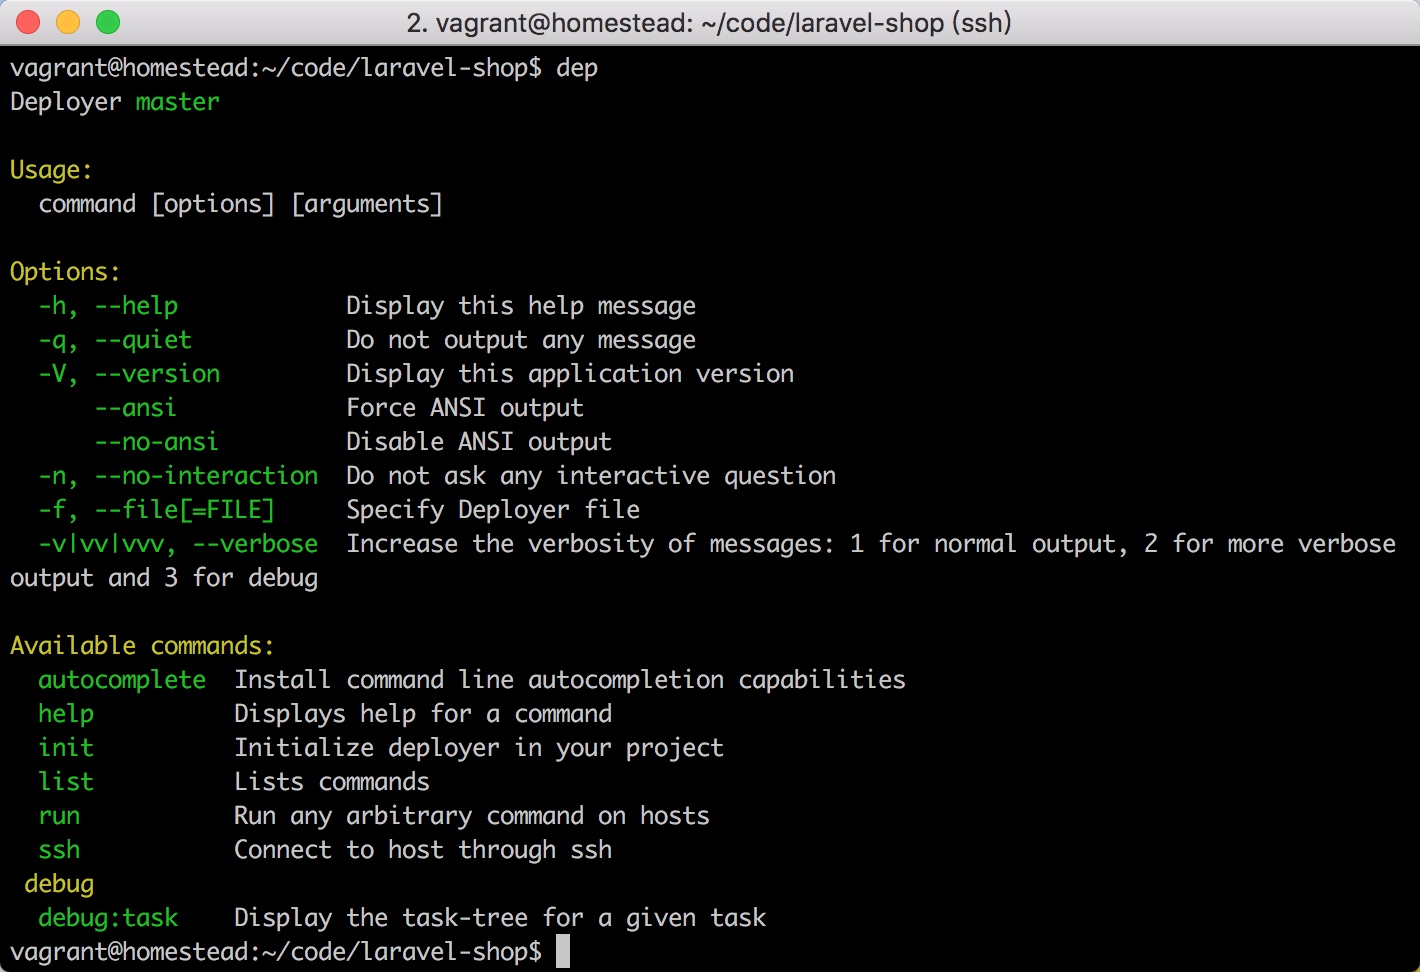 2. vagrant@homestead: ~/code/laravel-shop (ssh)
vagrant@homestead:~/code/laravel-shop$ dep
Deployer master
Usage:
  command [options] [arguments]
Options:
  -h, --help            Display this help message
  -q, --quiet           Do not output any message
  -V, --version         Display this application version
      --ansi            Force ANSI output
      --no-ansi         Disable ANSI output
  -n, --no-interaction  Do not ask any interactive question
  -f, --file[=FILE]     Specify Deployer file
  -v|vv|vvv, --verbose  Increase the verbosity of messages: 1 for normal output, 2 for more verbose
output and 3 for debug
Available commands:
  autocomplete  Install command line autocompletion capabilities
  help          Displays help for a command
  init          Initialize deployer in your project
  list          Lists commands
  run           Run any arbitrary command on hosts
  ssh           Connect to host through ssh
 debug
  debug:task    Display the task-tree for a given task
vagrant@homestead:~/code/laravel-shop$